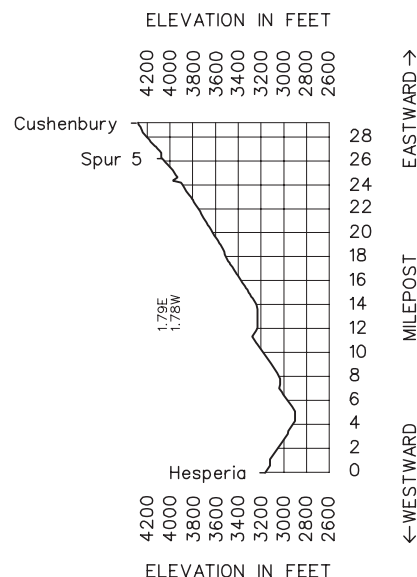 ELEVATION IN FEET
4200 4000 3800 3600 3400 3200 3000 2800 2600
EASTWARD →
Cushenbury
28
Spur 5
26
24
22
20
18
16
14
12
10
8
6
4
2
0
1.79E
1.78W
MILEPOST
Hesperia
← WESTWARD
4200 4000 3800 3600 3400 3200 3000 2800 2600
ELEVATION IN FEET